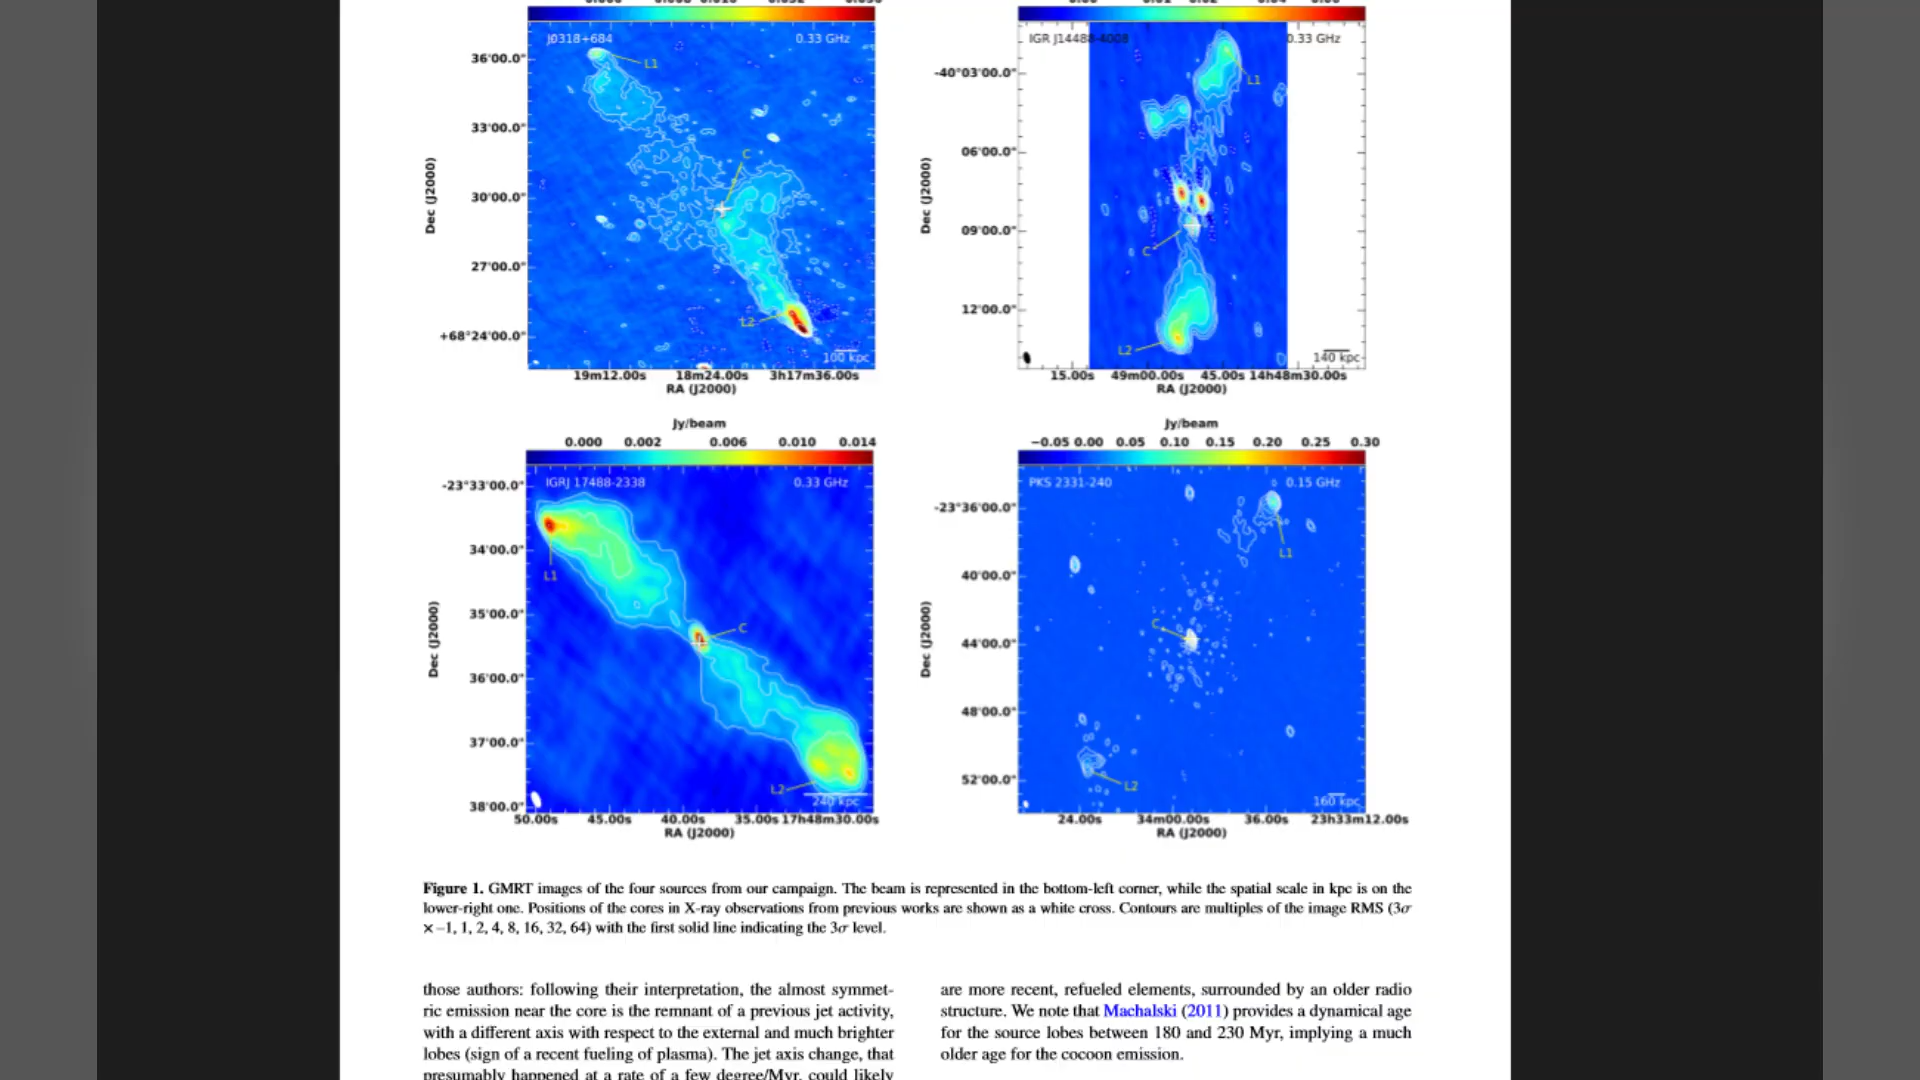 J0318+684
0.33 GHz
36'00.0"
L1
33'00.0"
C
30'00.0"
Dec (J2000)
27'00.0"
L2
+68°24'00.0"
100 kpc
19m12.00s 18m24.00s 3h17m36.00s
RA (J2000)
IGR J14488-4008
0.33 GHz
-40°03'00.0"
L1
06'00.0"
Dec (J2000)
09'00.0"
C
12'00.0"
L2
140 kpc
15.00s 49m00.00s 45.00s 14h48m30.00s
RA (J2000)
Jy/beam
0.000 0.002 0.006 0.010 0.014
IGRJ 17488-2338
0.33 GHz
-23°33'00.0"
34'00.0"
L1
35'00.0"
C
Dec (J2000)
36'00.0"
37'00.0"
L2
240 kpc
38'00.0"
50.00s 45.00s 40.00s 35.00s 17h48m30.00s
RA (J2000)
Jy/beam
−0.05 0.00 0.05 0.10 0.15 0.20 0.25 0.30
PKS 2331-240
0.15 GHz
-23°36'00.0"
L1
40'00.0"
C
44'00.0"
Dec (J2000)
48'00.0"
52'00.0"
L2
160 kpc
24.00s 34m00.00s 36.00s 23h33m12.00s
RA (J2000)
Figure 1. GMRT images of the four sources from our campaign. The beam is represented in the bottom-left corner, while the spatial scale in kpc is on the
lower-right one. Positions of the cores in X-ray observations from previous works are shown as a white cross. Contours are multiples of the image RMS (3σ
× −1, 1, 2, 4, 8, 16, 32, 64) with the first solid line indicating the 3σ level.
those authors: following their interpretation, the almost symmet-
ric emission near the core is the remnant of a previous jet activity,
with a different axis with respect to the external and much brighter
lobes (sign of a recent fueling of plasma). The jet axis change, that
presumably happened at a rate of a few degree/Myr, could likely
are more recent, refueled elements, surrounded by an older radio
structure. We note that Machalski (2011) provides a dynamical age
for the source lobes between 180 and 230 Myr, implying a much
older age for the cocoon emission.